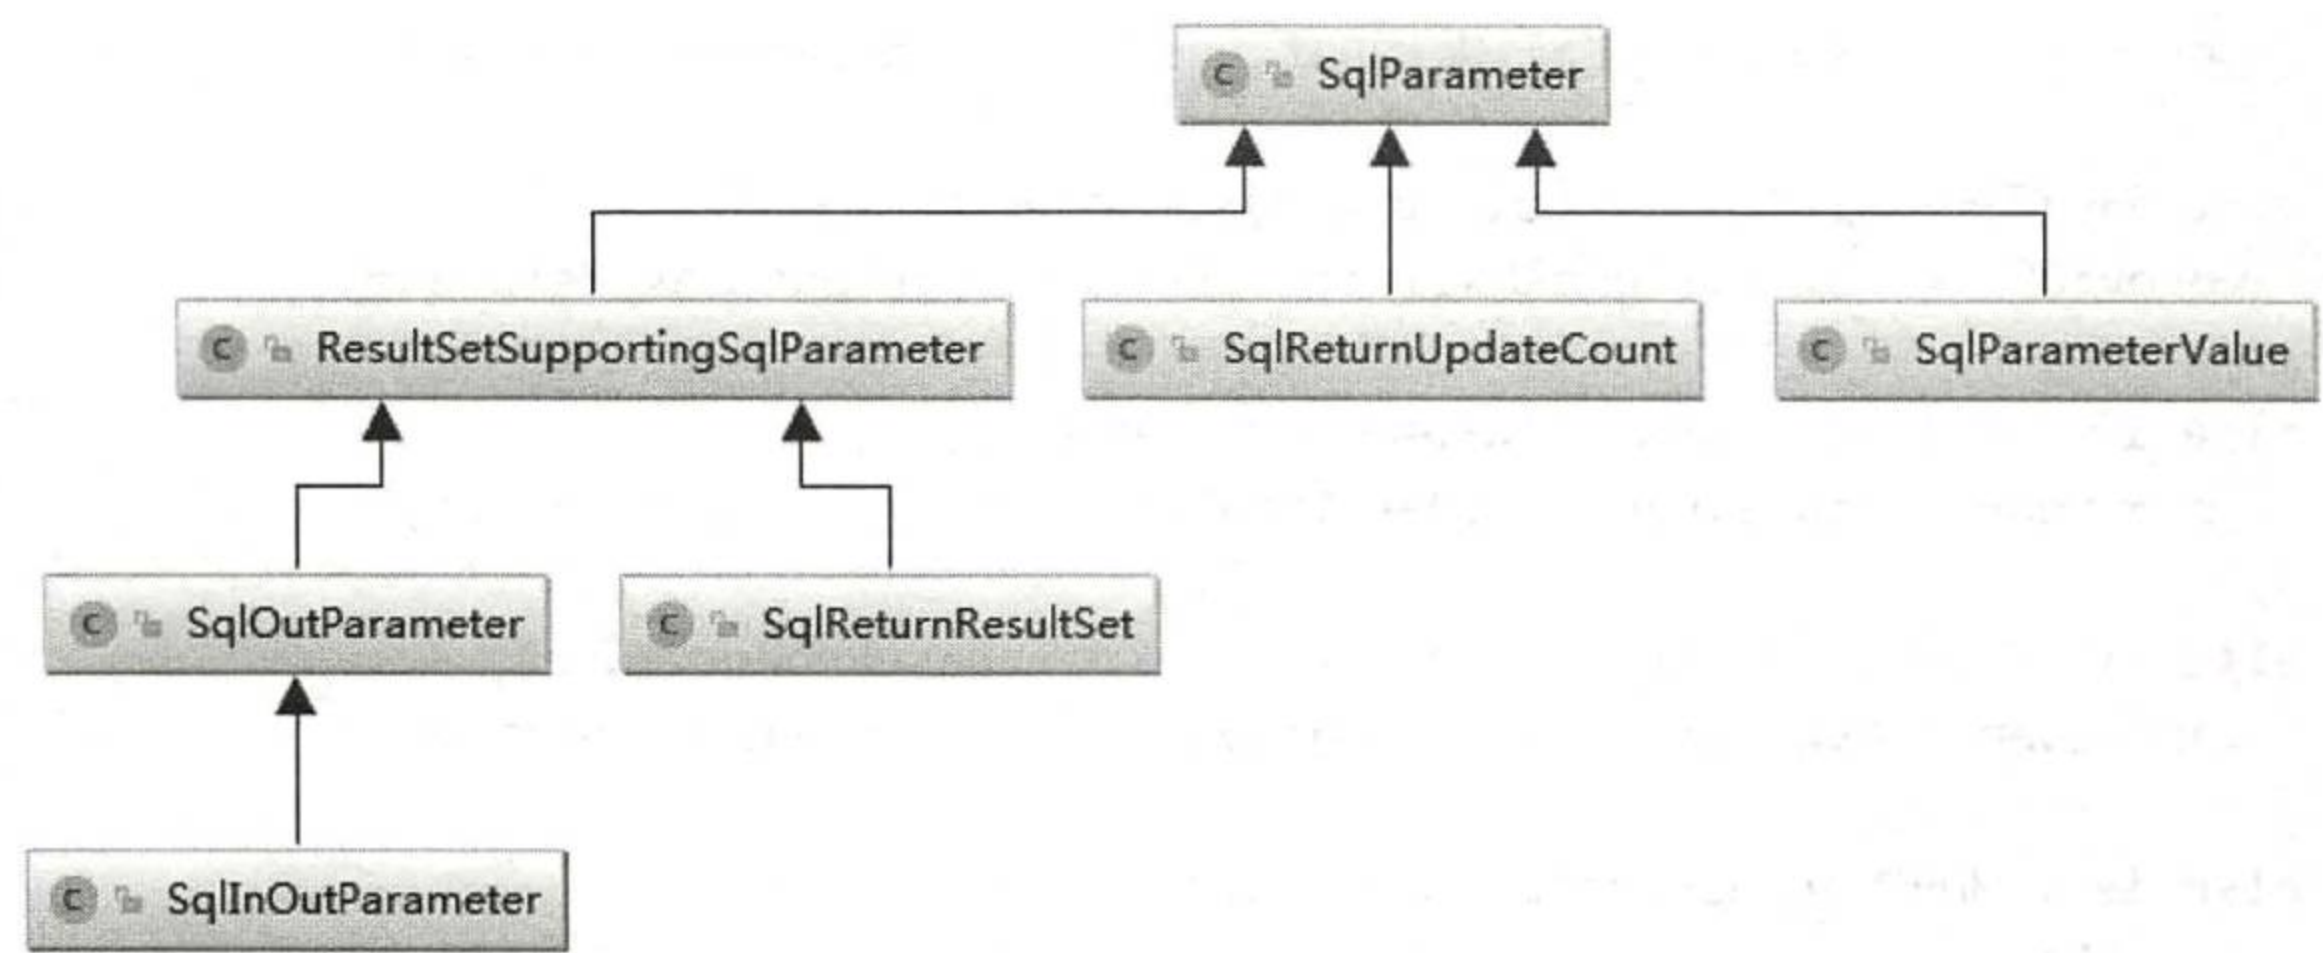 C SqlParameter
C ResultSetSupportingSqlParameter
C SqlReturnUpdateCount
C SqlParameterValue
C SqlOutParameter
C SqlReturnResultSet
C SqlInOutParameter